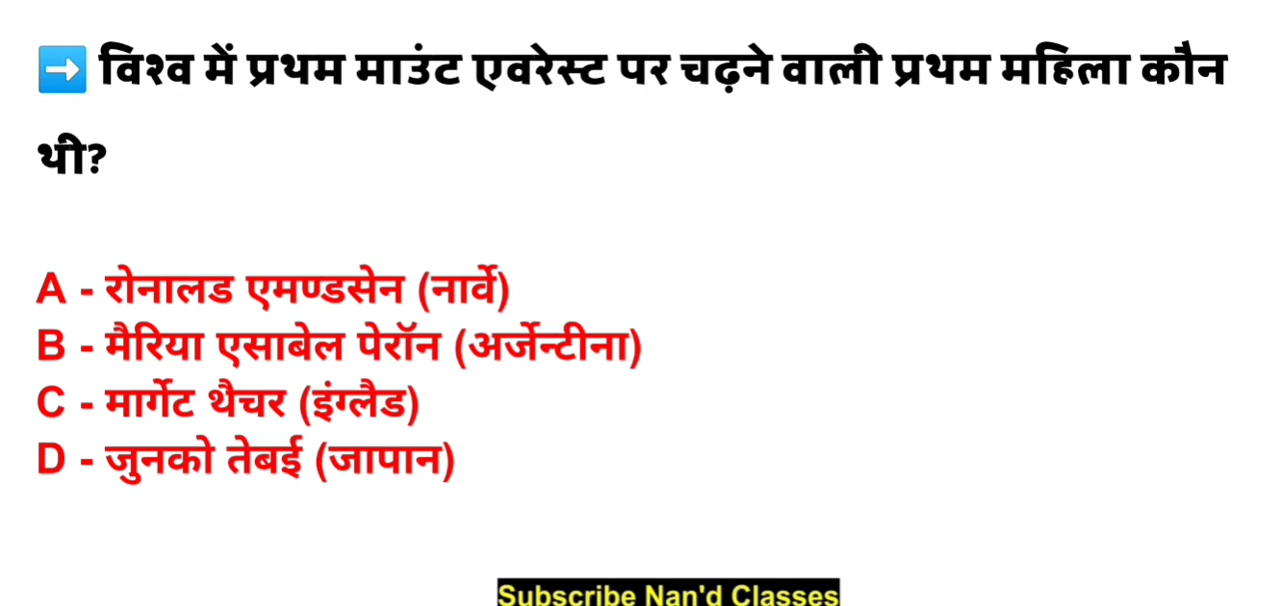 ➡️ विश्व में प्रथम माउंट एवरेस्ट पर चढ़ने वाली प्रथम महिला कौन
थी?
A - रोनालड एमण्डसेन (नार्वे)
B - मैरिया एसाबेल पेरॉन (अर्जेन्टीना)
C - मार्गेट थैचर (इंग्लैड)
D - जुनको तेबई (जापान)
Subscribe Nan'd Classes